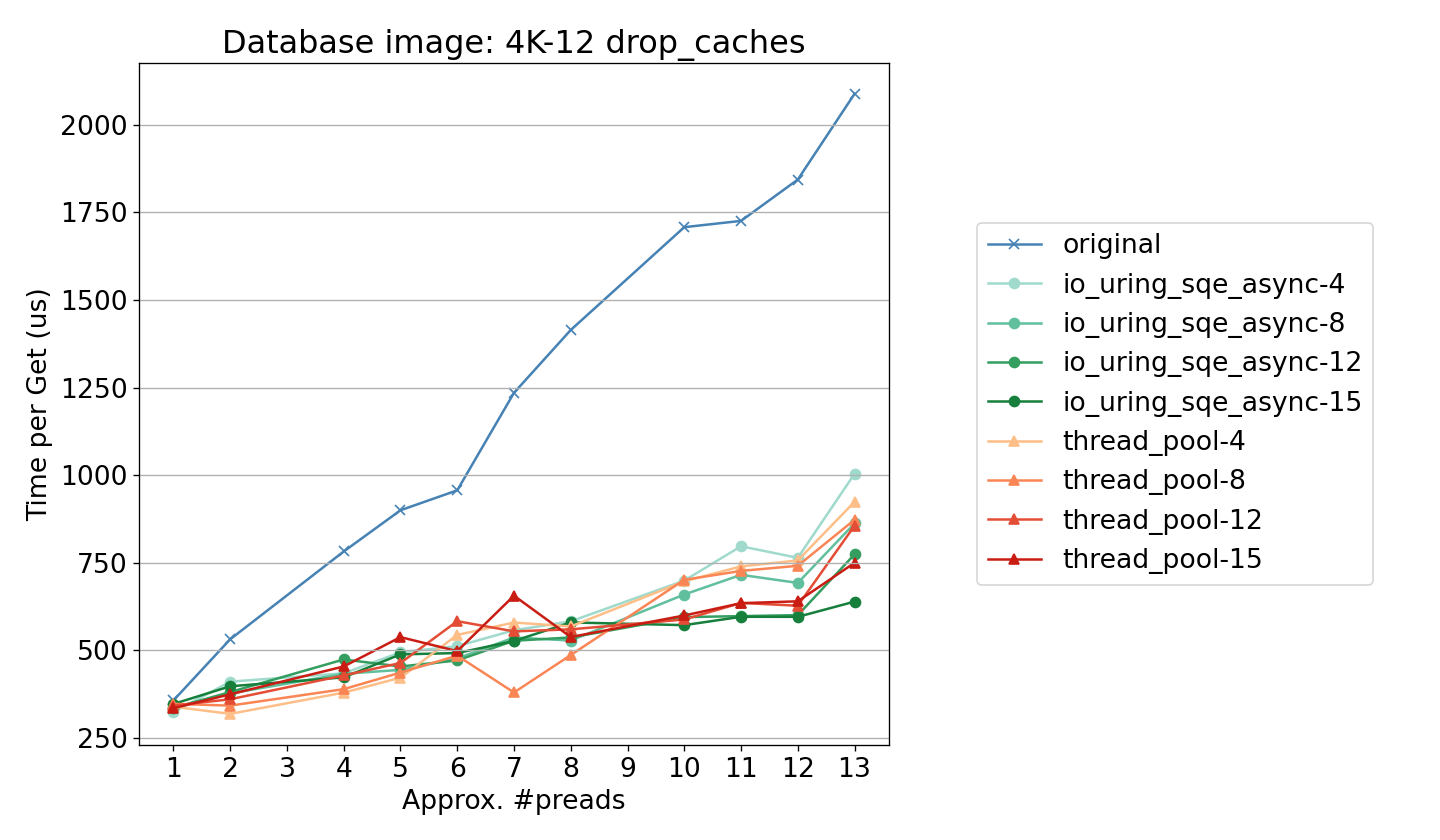 Database image: 4K-12 drop_caches
Time per Get (us)
2000
1750
1500
1250
1000
750
500
250
1 2 3 4 5 6 7 8 9 10 11 12 13
Approx. #preads
original
io_uring_sqe_async-4
io_uring_sqe_async-8
io_uring_sqe_async-12
io_uring_sqe_async-15
thread_pool-4
thread_pool-8
thread_pool-12
thread_pool-15